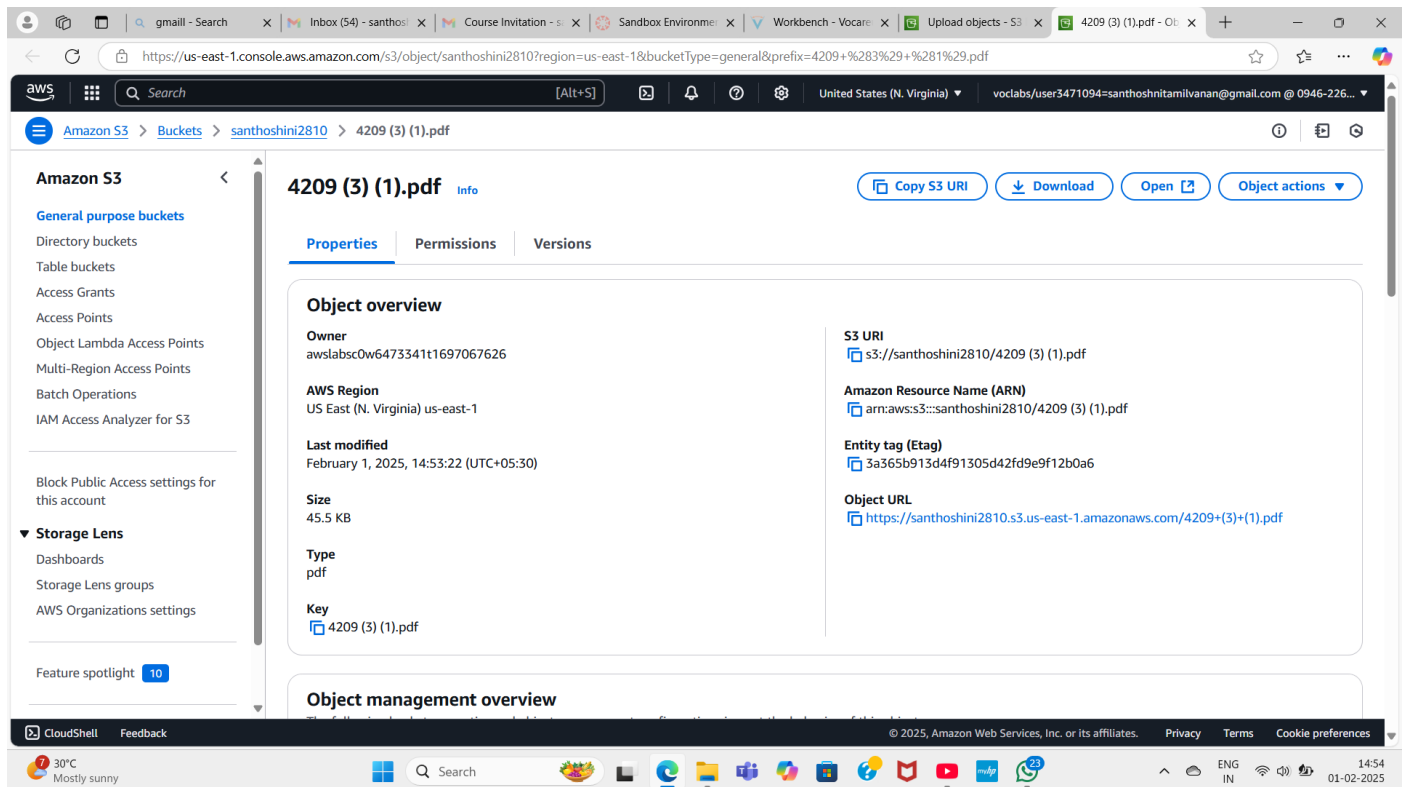 gmaill - Search
Inbox (54) - santhosl
Course Invitation - s
Sandbox Environmer
Workbench - Vocare
Upload objects - S3
4209 (3) (1).pdf - Ob
https://us-east-1.console.aws.amazon.com/s3/object/santhoshini2810?region=us-east-1&bucketType=general&prefix=4209+%283%29+%281%29.pdf
aws
Search
[Alt+S]
United States (N. Virginia)
voclabs/user3471094=santhoshnitamilvanan@gmail.com @ 0946-226...
Amazon S3 > Buckets > santhoshini2810 > 4209 (3) (1).pdf
Amazon S3
General purpose buckets
Directory buckets
Table buckets
Access Grants
Access Points
Object Lambda Access Points
Multi-Region Access Points
Batch Operations
IAM Access Analyzer for S3
Block Public Access settings for
this account
Storage Lens
Dashboards
Storage Lens groups
AWS Organizations settings
Feature spotlight 10
4209 (3) (1).pdf Info
Copy S3 URI
Download
Open
Object actions
Properties
Permissions
Versions
Object overview
Owner
awslabsc0w6473341t1697067626
AWS Region
US East (N. Virginia) us-east-1
Last modified
February 1, 2025, 14:53:22 (UTC+05:30)
Size
45.5 KB
Type
pdf
Key
4209 (3) (1).pdf
S3 URI
s3://santhoshini2810/4209 (3) (1).pdf
Amazon Resource Name (ARN)
arn:aws:s3:::santhoshini2810/4209 (3) (1).pdf
Entity tag (Etag)
3a365b913d4f91305d42fd9e9f12b0a6
Object URL
https://santhoshini2810.s3.us-east-1.amazonaws.com/4209+(3)+(1).pdf
Object management overview
CloudShell
Feedback
© 2025, Amazon Web Services, Inc. or its affiliates.
Privacy
Terms
Cookie preferences
7
30°C
Mostly sunny
Search
myhp
23
ENG
IN
14:54
01-02-2025